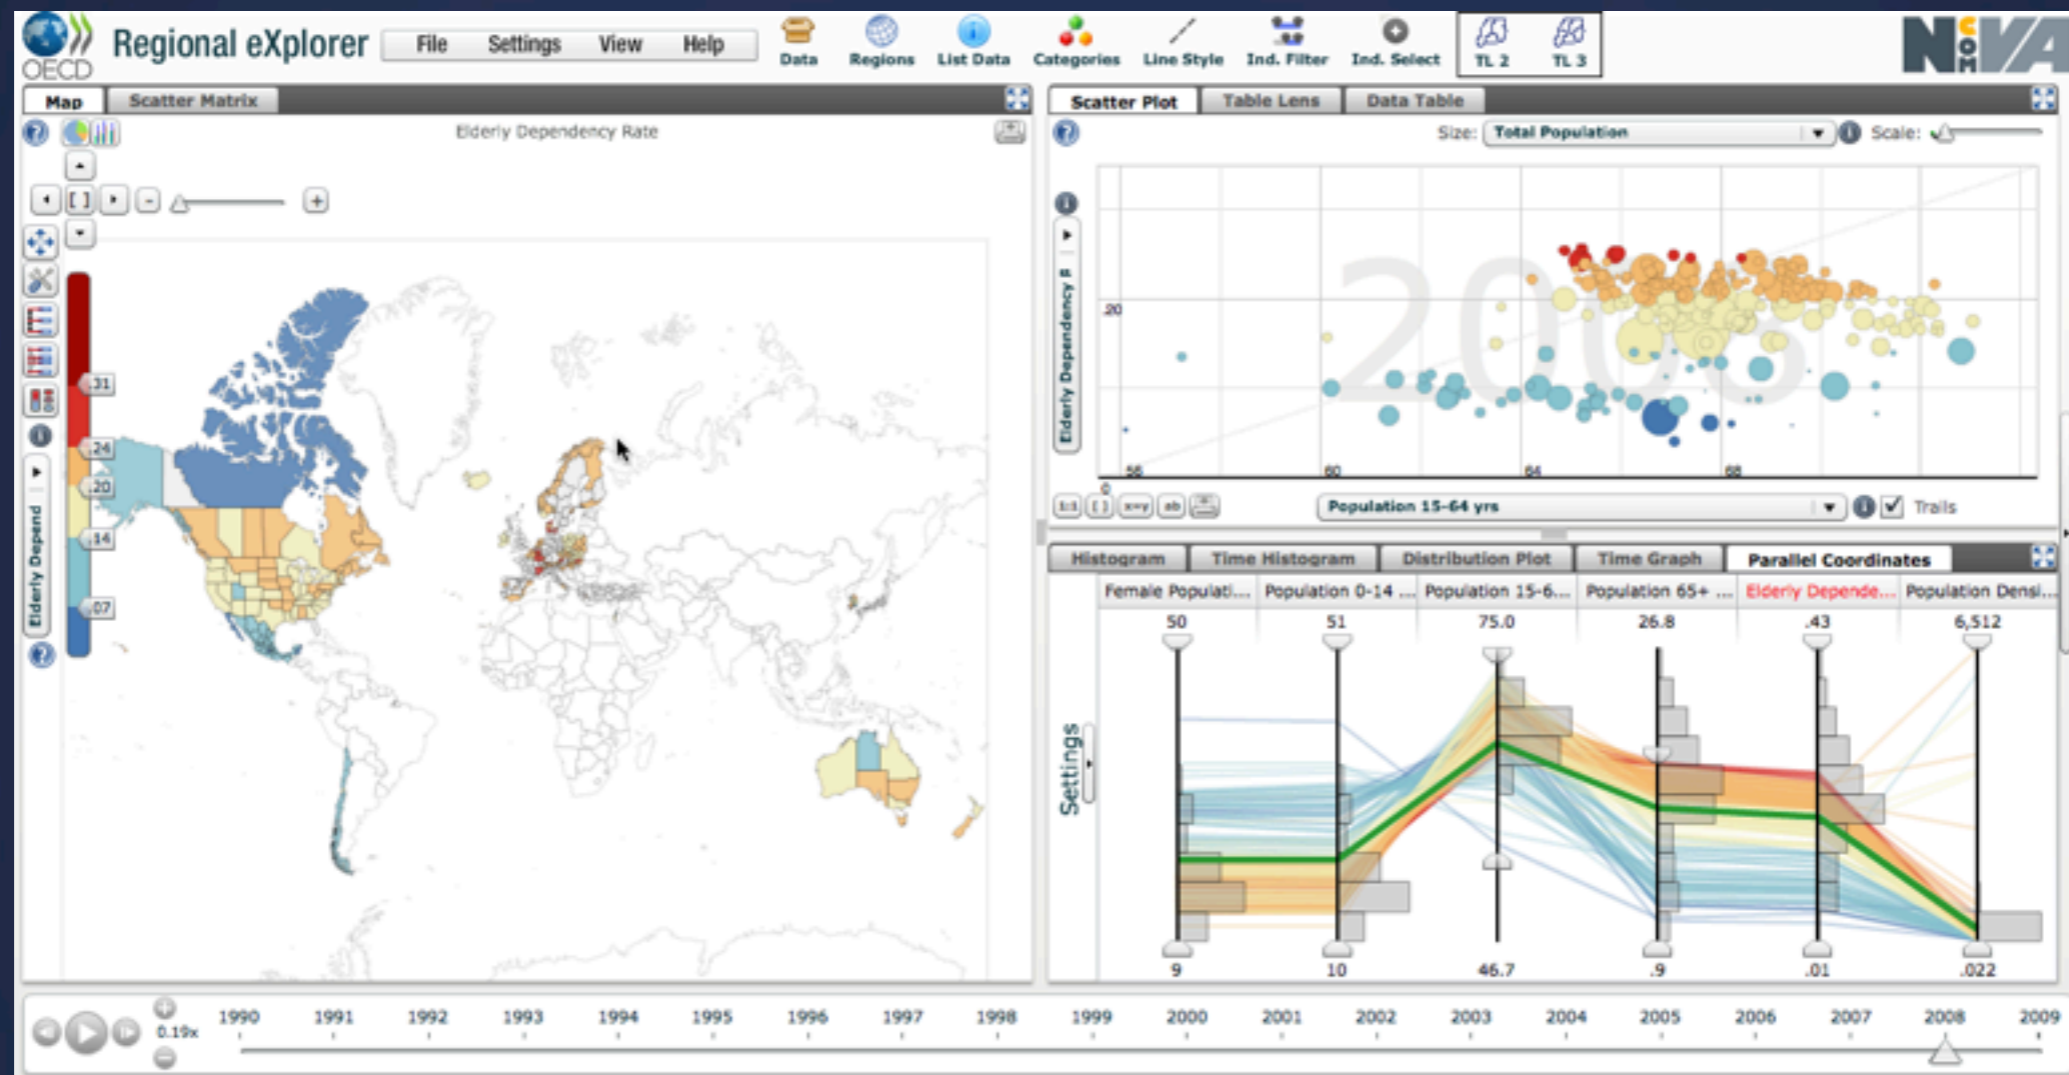 OECD Regional eXplorer File Settings View Help Data Regions List Data Categories Line Style Ind. Filter Ind. Select TL 2 TL 3 NCOMVA
Map Scatter Matrix
Elderly Dependency Rate
.31
.24
.20
.14
.07
Elderly Depend
Scatter Plot Table Lens Data Table
Size: Total Population Scale:
Elderly Dependency R
2008
.20
56 60 64 68
0
1:1 [ ] x=y ab Population 15-64 yrs Trails
Histogram Time Histogram Distribution Plot Time Graph Parallel Coordinates
Female Populati... Population 0-14 ... Population 15-6... Population 65+ ... Elderly Depende... Population Densi...
50 51 75.0 26.8 .43 6,512
Settings
9 10 46.7 .9 .01 .022
0.19x 1990 1991 1992 1993 1994 1995 1996 1997 1998 1999 2000 2001 2002 2003 2004 2005 2006 2007 2008 2009